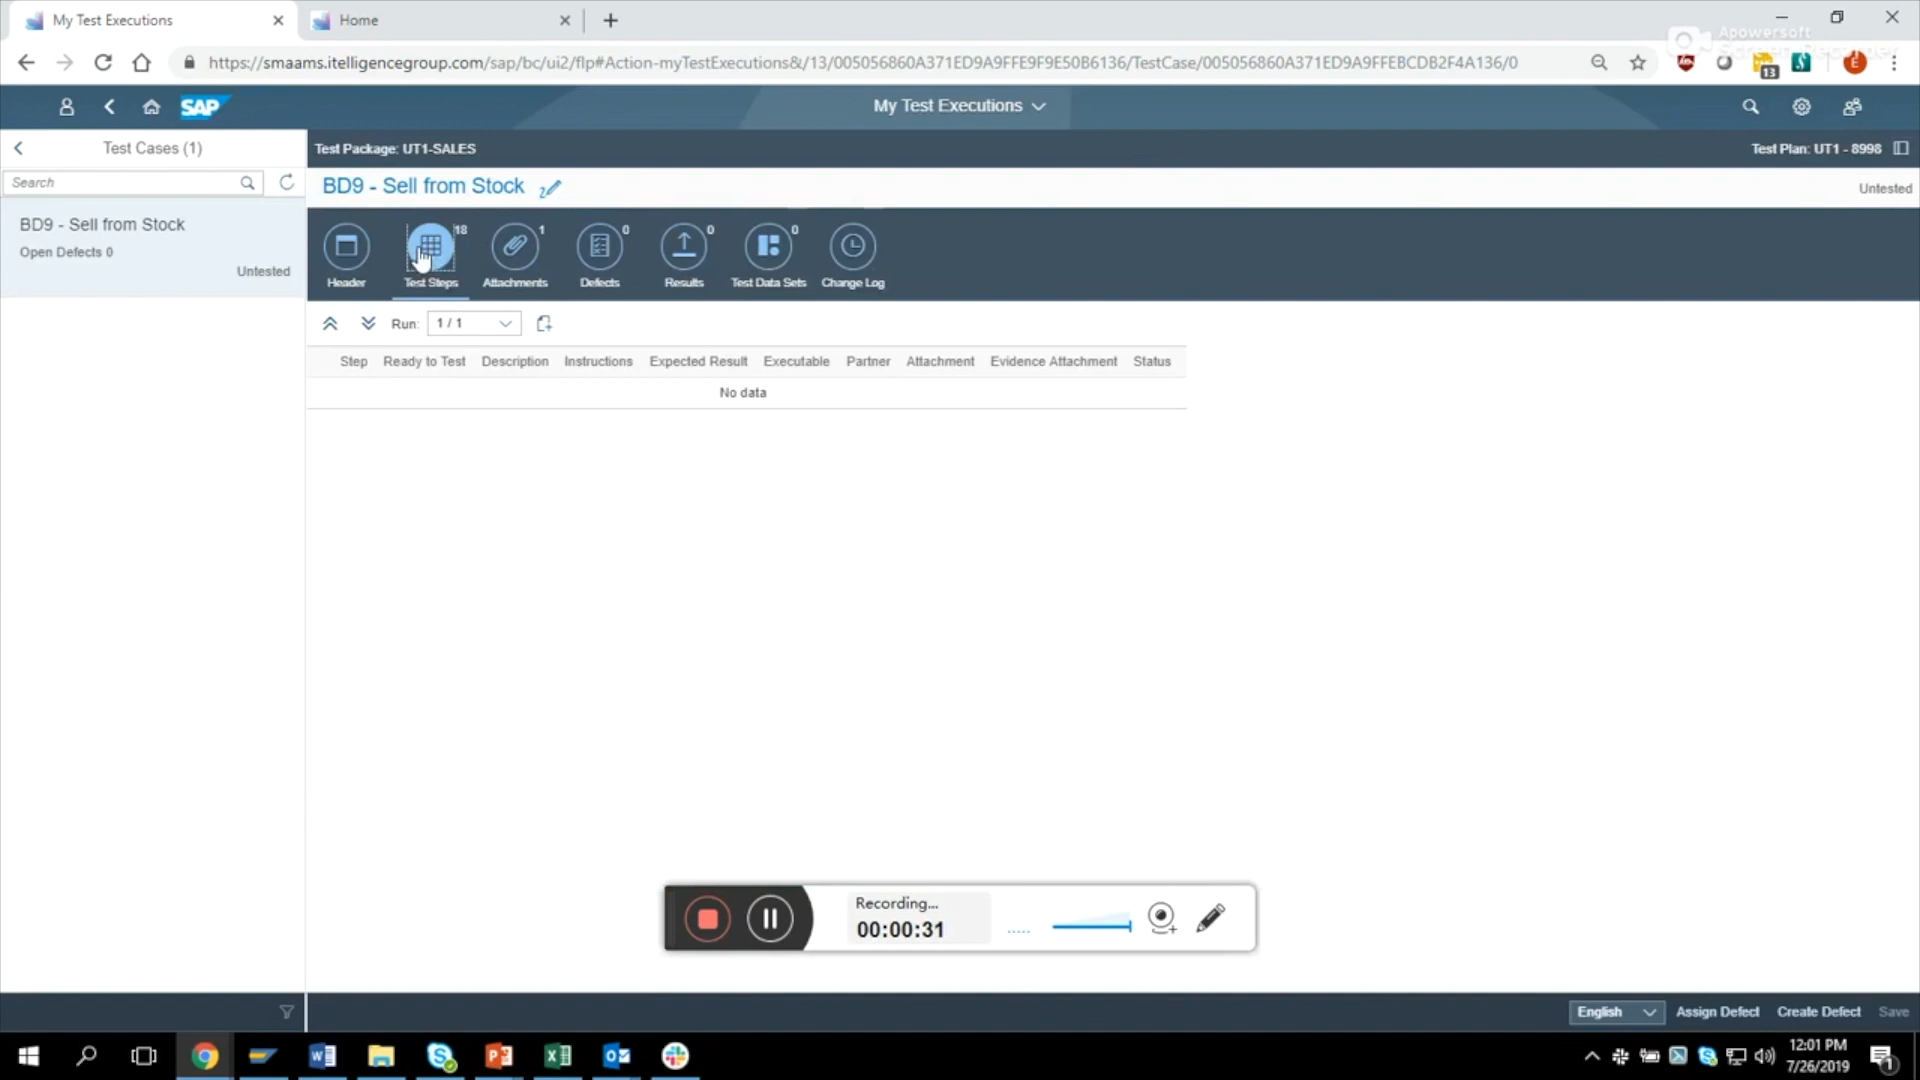 My Test Executions
Home
Apowersoft
Screen Recorder
https://smaams.itelligencegroup.com/sap/bc/ui2/flp#Action-myTestExecutions&/13/005056860A371ED9A9FFE9F9E50B6136/TestCase/005056860A371ED9A9FFEBCDB2F4A136/0
13
E
SAP
My Test Executions
Test Cases (1)
Test Package: UT1-SALES
Test Plan: UT1 - 8998
Search
BD9 - Sell from Stock
Untested
BD9 - Sell from Stock
Open Defects 0
Untested
18
1
0
0
0
Header
Test Steps
Attachments
Defects
Results
Test Data Sets
Change Log
Run:
1 / 1
Step Ready to Test Description Instructions Expected Result Executable Partner Attachment Evidence Attachment Status
No data
Recording...
00:00:31
English
Assign Defect
Create Defect
Save
12:01 PM
7/26/2019
1